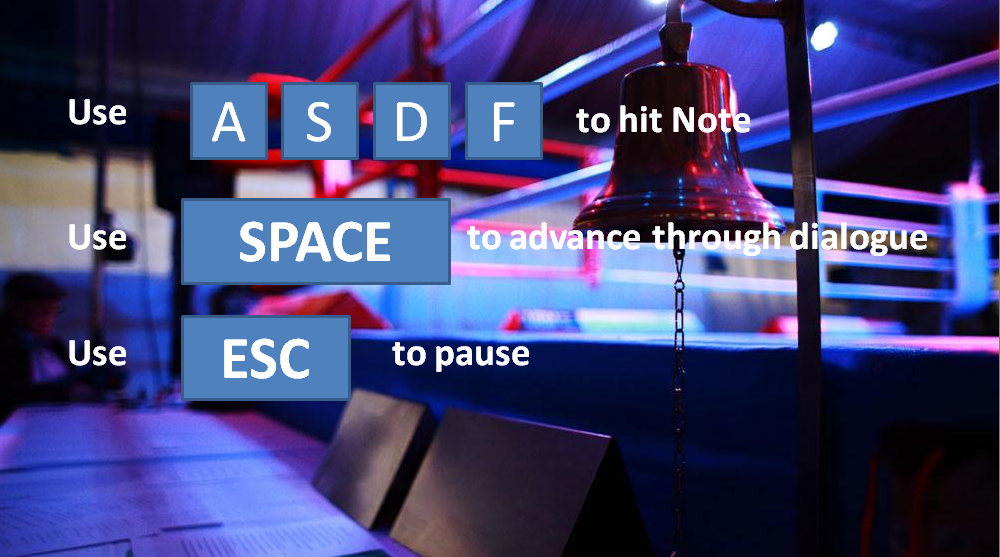 Use A S D F to hit Note
Use SPACE to advance through dialogue
Use ESC to pause